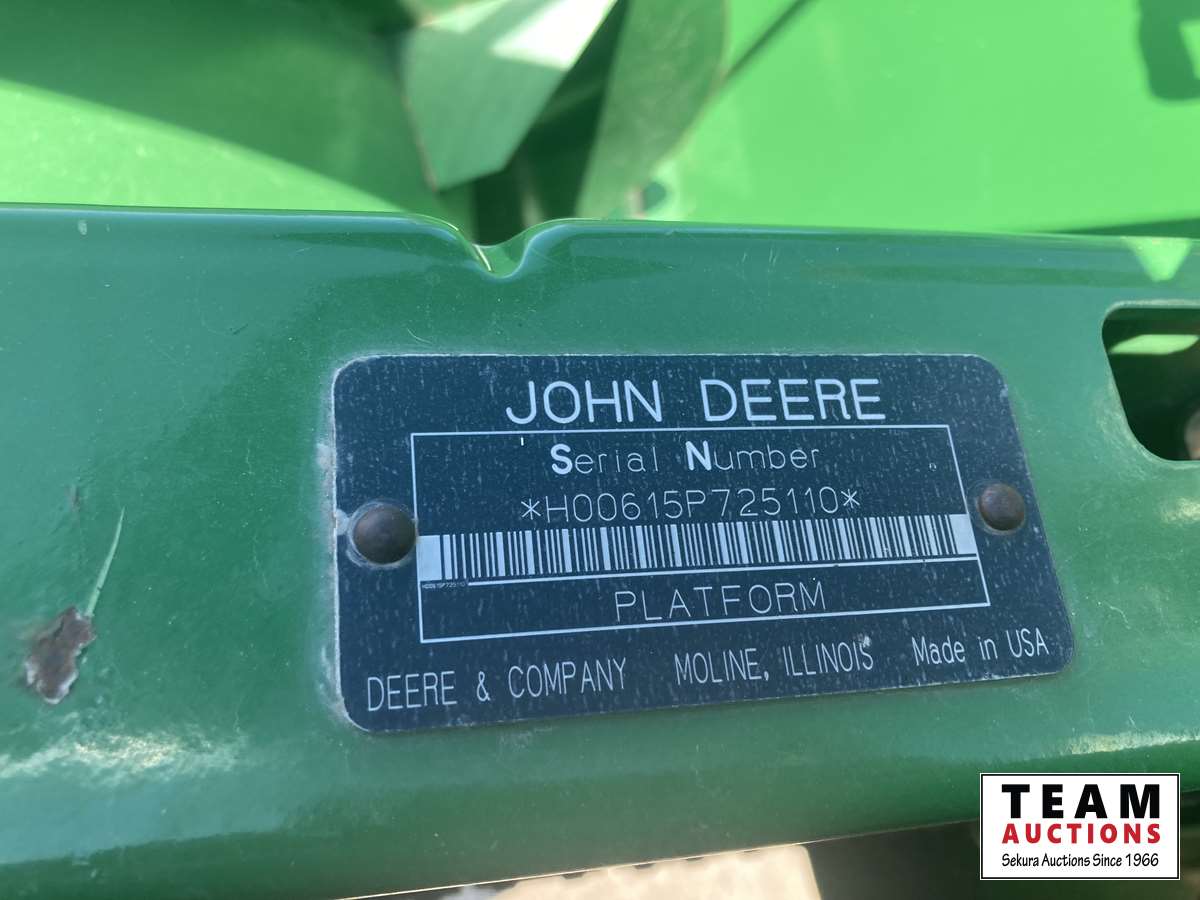 JOHN DEERE
Serial Number
*H00615P725110*
H00615P725110
PLATFORM
DEERE & COMPANY MOLINE, ILLINOIS Made in USA
TEAM
AUCTIONS
Sekura Auctions Since 1966